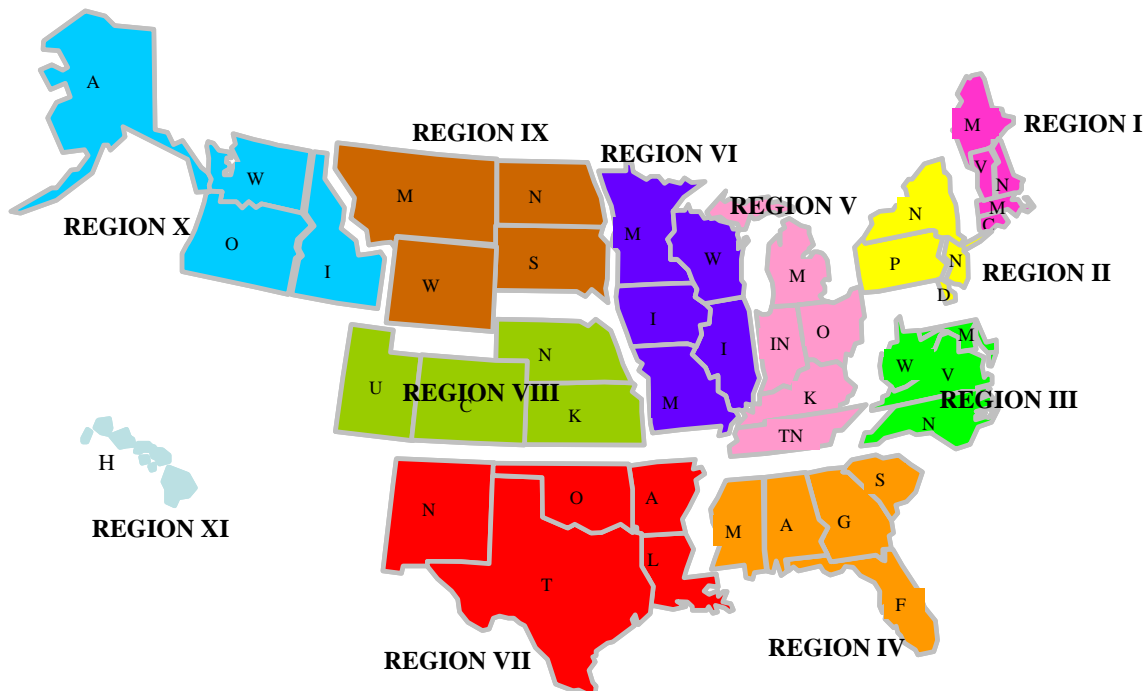 A
REGION IX
REGION VI
M
REGION I
W
V
N
M
C
REGION X
O
I
M
N
S
W
M
W
I
I
M
REGION V
M
IN
O
K
TN
N
P
N
D
REGION II
M
W
V
N
REGION III
U
C
REGION VIII
N
K
H
REGION XI
N
O
A
T
L
REGION VII
M
A
G
S
F
REGION IV